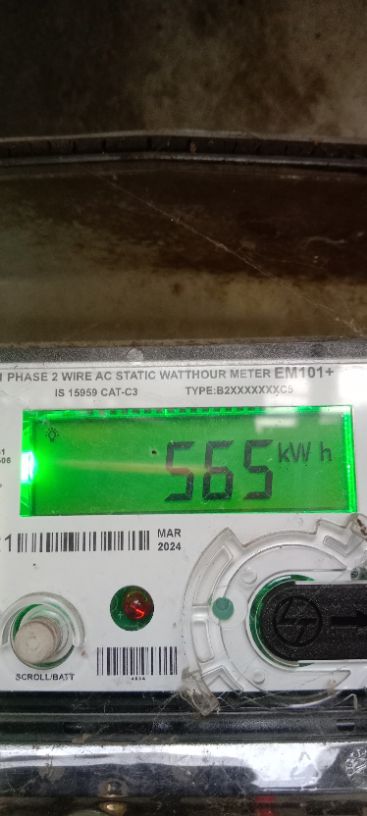 1 PHASE 2 WIRE AC STATIC WATTHOUR METER EM101+
IS 15959 CAT-C3 TYPE:B2XXXXXXXC5
565 kWh
MAR
2024
SCROLL/BATT